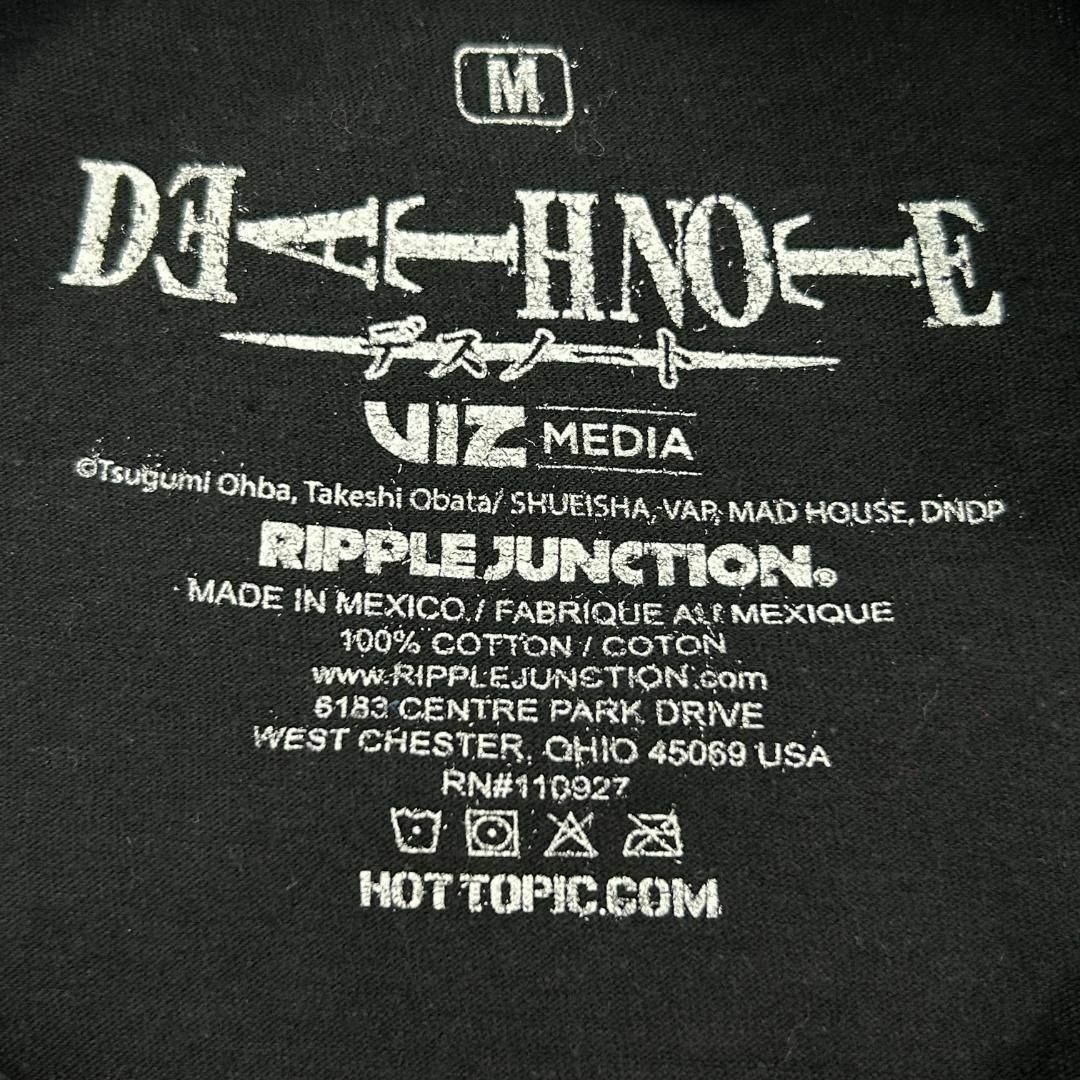 M
DEATH NOTE
デスノート
VIZ MEDIA
©Tsugumi Ohba, Takeshi Obata/ SHUEISHA, VAP, MAD HOUSE, DNDP
RIPPLE JUNCTION®
MADE IN MEXICO / FABRIQUE AU MEXIQUE
100% COTTON / COTON
www.RIPPLEJUNCTION.com
6183 CENTRE PARK DRIVE
WEST CHESTER, OHIO 45069 USA
RN#110927
HOTTOPIC.COM